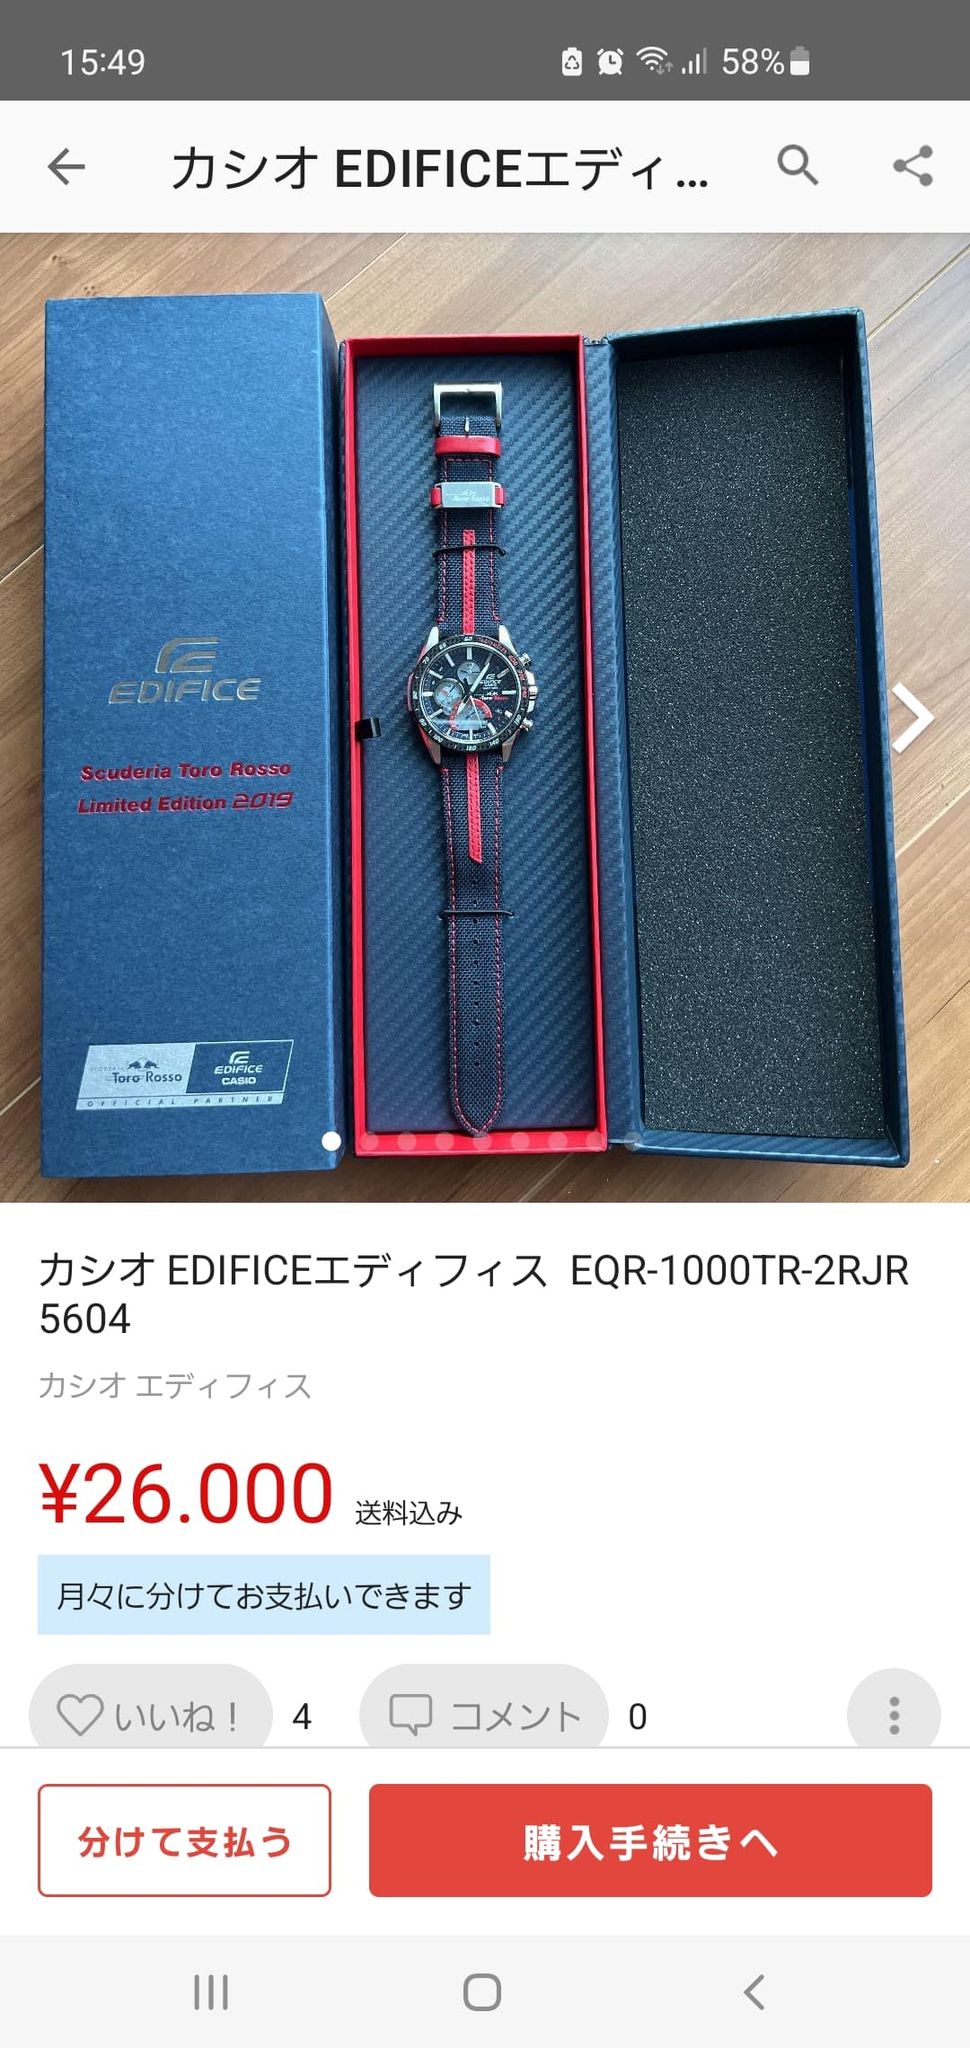 15:49
58%
カシオ EDIFICEエディ...
EDIFICE
Scuderia Toro Rosso
Limited Edition 2019
Toro Rosso
EDIFICE
CASIO
OFFICIAL PARTNER
Toro Rosso
EDIFICE
Toro Rosso
カシオ EDIFICEエディフィス EQR-1000TR-2RJR
5604
カシオ エディフィス
¥26.000 送料込み
月々に分けてお支払いできます
いいね！ 4
コメント 0
分けて支払う
購入手続きへ